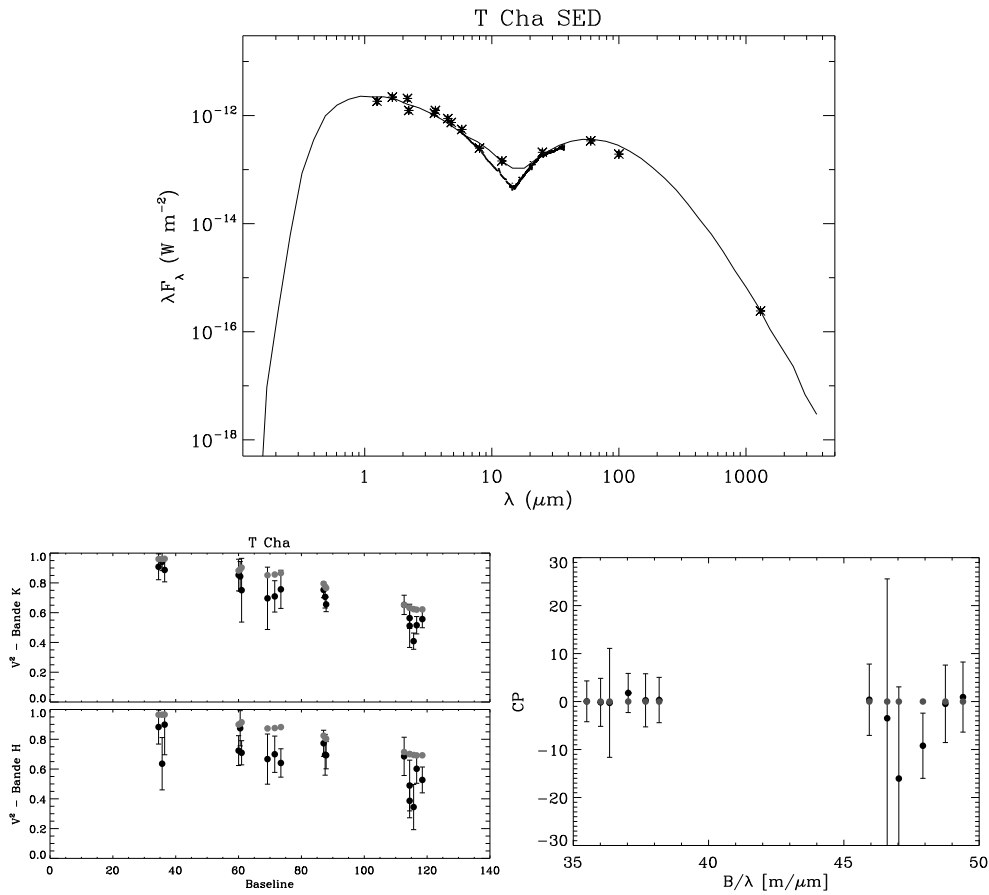 T Cha SED
λF_λ (W m⁻²)
10⁻¹²
10⁻¹⁴
10⁻¹⁶
10⁻¹⁸
1 10 100 1000
λ (μm)
T Cha
V² - Bande K
1.0
0.8
0.6
0.4
0.2
0.0
V² - Bande H
1.0
0.8
0.6
0.4
0.2
0.0
0 20 40 60 80 100 120 140
Baseline
CP
30
20
10
0
-10
-20
-30
35 40 45 50
B/λ [m/μm]